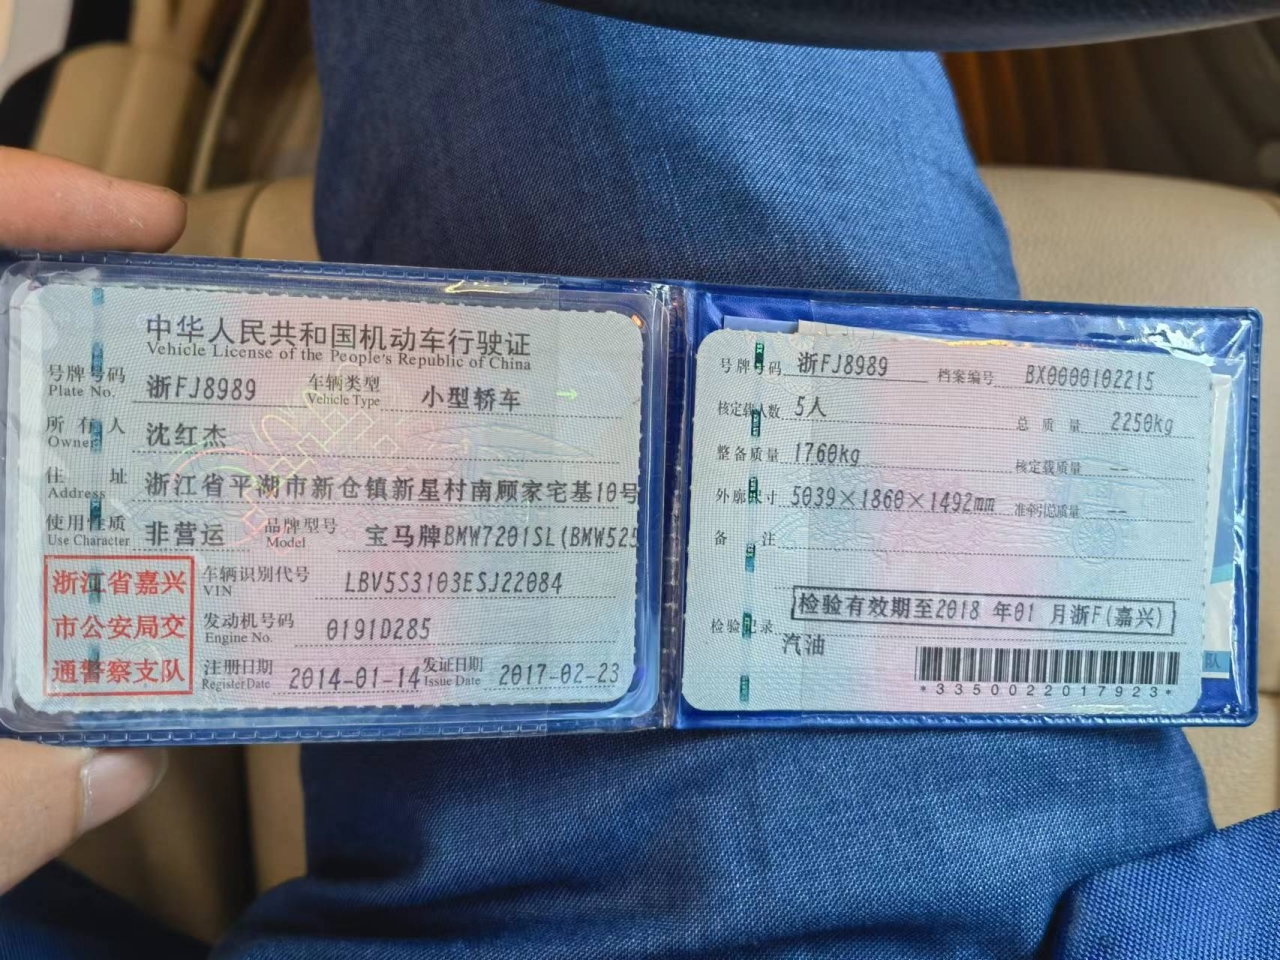 中华人民共和国机动车行驶证
Vehicle License of the People's Republic of China
号牌号码 浙FJ8989 车辆类型 小型轿车
Plate No. Vehicle Type
所有人 沈红杰
Owner
住址 浙江省平湖市新仓镇新星村南顾家宅基10号
Address
使用性质 非营运 品牌型号 宝马牌BMW7201SL(BMW525
Use Character Model
浙江省嘉兴
市公安局交
通警察支队
车辆识别代号 LBV5S3103ESJ22084
VIN
发动机号码 0191D285
Engine No.
注册日期 2014-01-14 发证日期 2017-02-23
Register Date Issue Date
号牌号码 浙FJ8989 档案编号 BX0000102215
核定载人数 5人 总质量 2250kg
整备质量 1760kg 核定载质量 --
外廓尺寸 5039×1860×1492mm 准牵引总质量 --
备注
检验有效期至2018 年01 月浙F(嘉兴)
检验记录
汽油
*3350022017923*
队